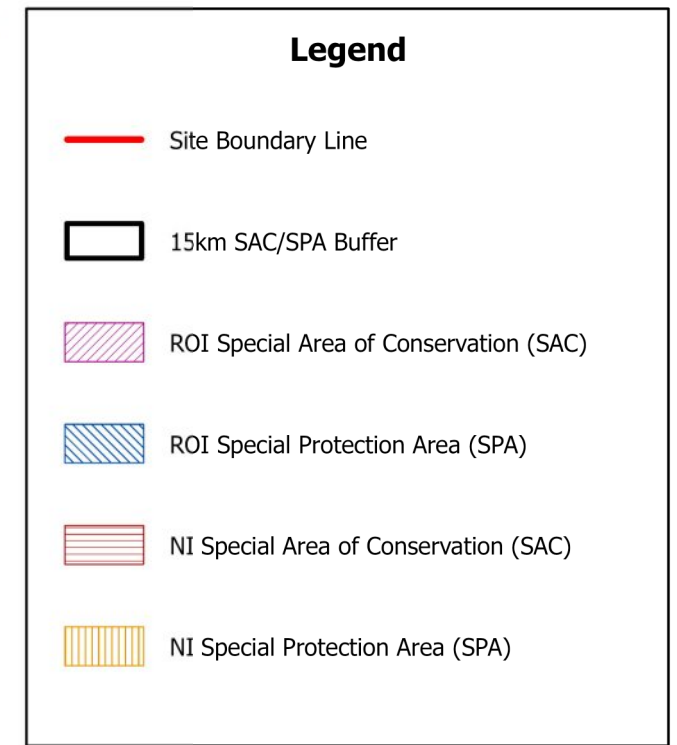 Legend
Site Boundary Line
15km SAC/SPA Buffer
ROI Special Area of Conservation (SAC)
ROI Special Protection Area (SPA)
NI Special Area of Conservation (SAC)
NI Special Protection Area (SPA)